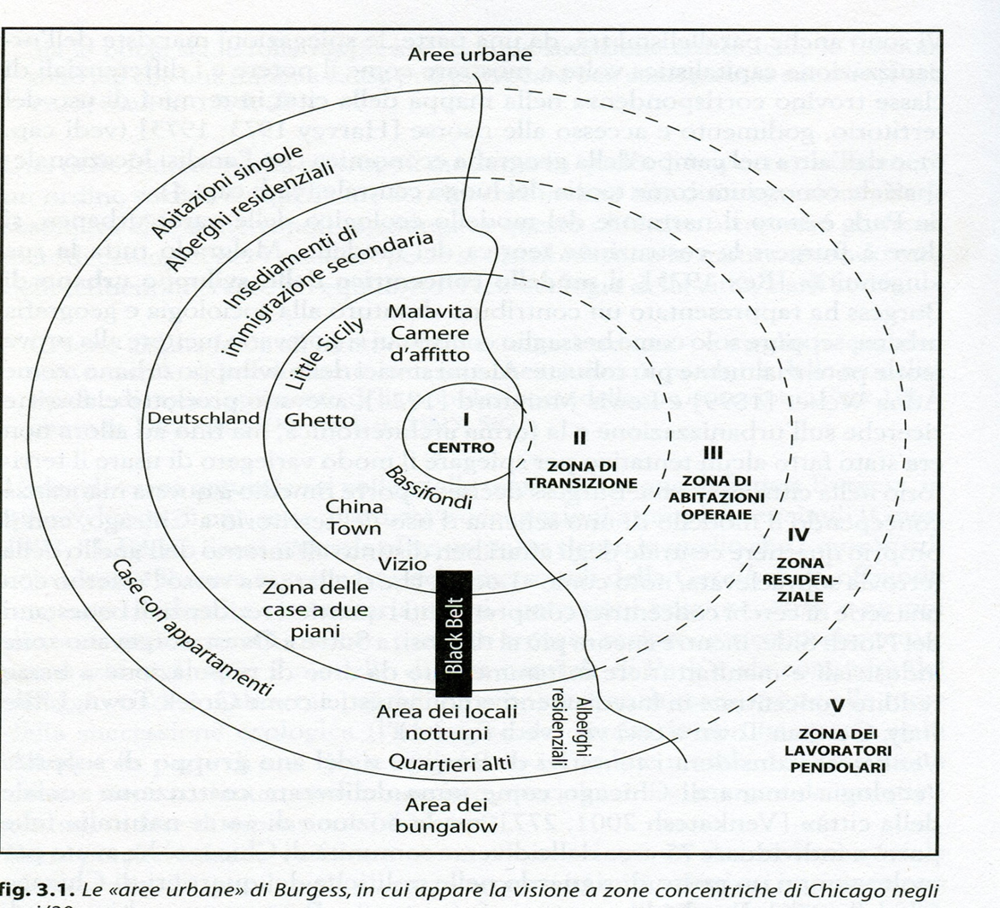 Aree urbane
Abitazioni singole
Alberghi residenziali
Insediamenti di
immigrazione secondaria
Malavita
Camere
d'affitto
Little Sicily
Deutschland
Ghetto
I
CENTRO
II
ZONA DI
TRANSIZIONE
III
ZONA DI
ABITAZIONI
OPERAIE
Bassifondi
China
Town
IV
ZONA
RESIDEN-
ZIALE
Vizio
Zona delle
case a due
piani
Black Belt
Case con appartamenti
Alberghi
residenziali
Area dei locali
notturni
Quartieri alti
V
ZONA DEI
LAVORATORI
PENDOLARI
Area dei
bungalow
fig. 3.1. Le «aree urbane» di Burgess, in cui appare la visione a zone concentriche di Chicago negli